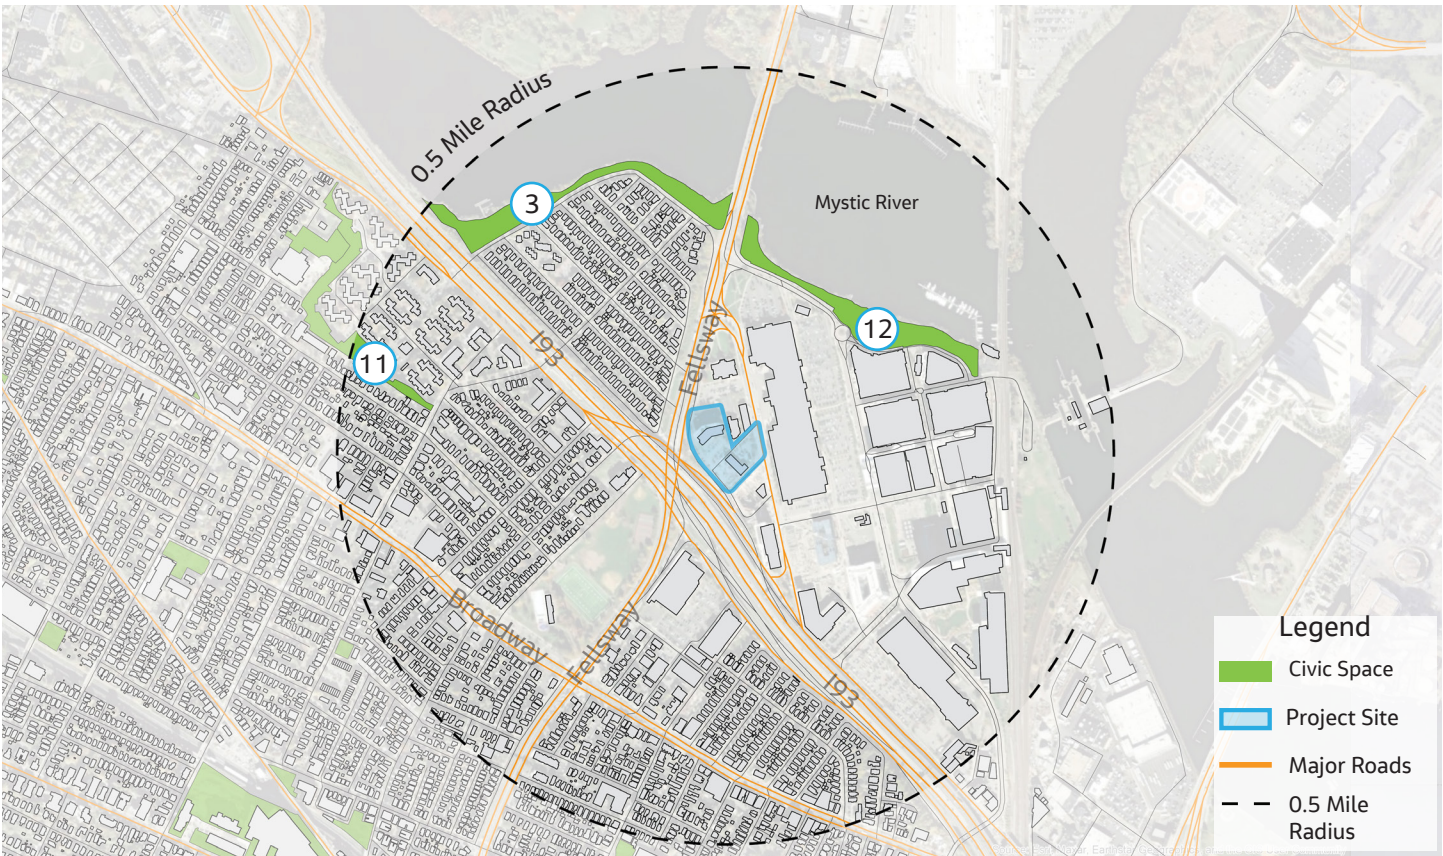 0.5 Mile Radius
3
Mystic River
12
I93
Fellsway
11
Broadway
Fellsway
I93
Legend
Civic Space
Project Site
Major Roads
0.5 Mile
Radius